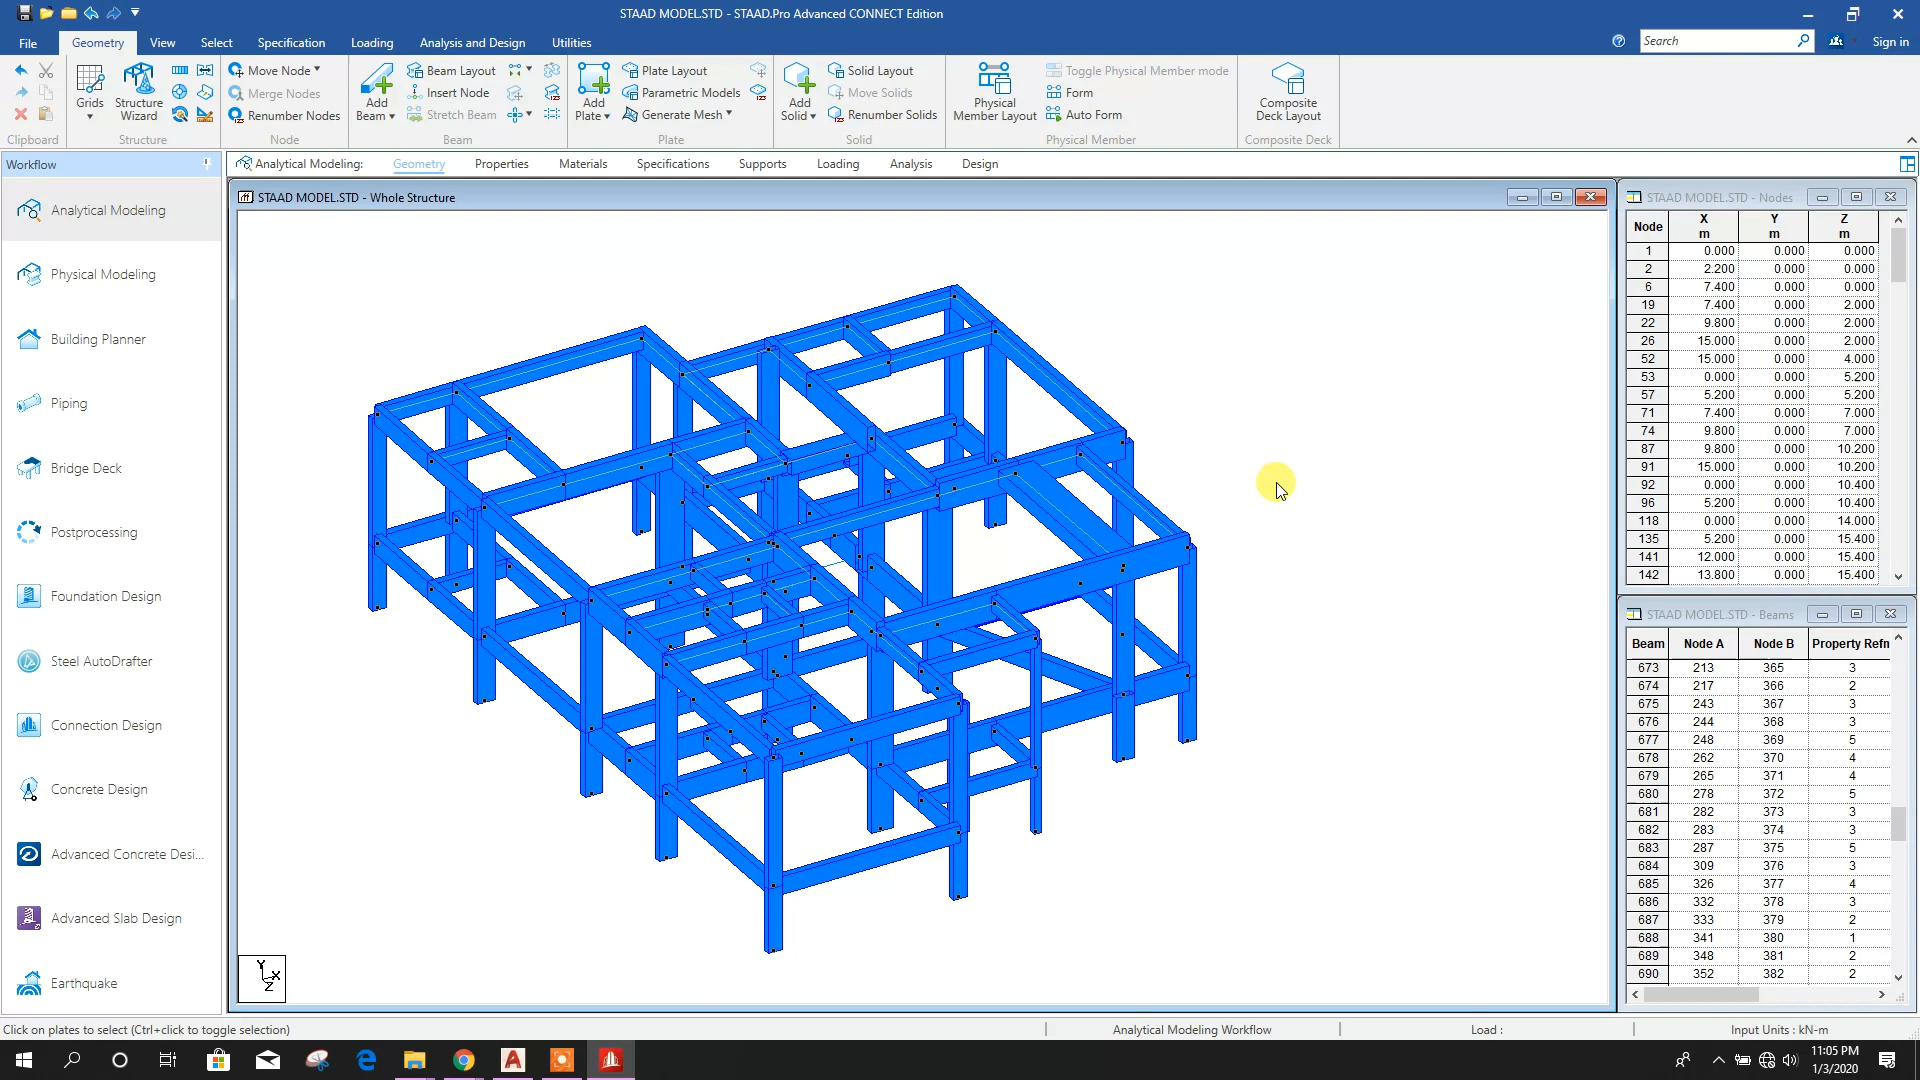 STAAD MODEL.STD - STAAD.Pro Advanced CONNECT Edition
File Geometry View Select Specification Loading Analysis and Design Utilities Search Sign in
Grids Structure Wizard
Move Node
Merge Nodes
Renumber Nodes
Add Beam
Beam Layout
Insert Node
Stretch Beam
Add Plate
Plate Layout
Parametric Models
Generate Mesh
Add Solid
Solid Layout
Move Solids
Renumber Solids
Physical Member Layout
Toggle Physical Member mode
Form
Auto Form
Composite Deck Layout
Clipboard Structure Node Beam Plate Solid Physical Member Composite Deck
Workflow
Analytical Modeling: Geometry Properties Materials Specifications Supports Loading Analysis Design
Analytical Modeling
Physical Modeling
Building Planner
Piping
Bridge Deck
Postprocessing
Foundation Design
Steel AutoDrafter
Connection Design
Concrete Design
Advanced Concrete Desi...
Advanced Slab Design
Earthquake
STAAD MODEL.STD - Whole Structure
Y
X
Z
STAAD MODEL.STD - Nodes
Node X m Y m Z m
1 0.000 0.000 0.000
2 2.200 0.000 0.000
6 7.400 0.000 0.000
19 7.400 0.000 2.000
22 9.800 0.000 2.000
26 15.000 0.000 2.000
52 15.000 0.000 4.000
53 0.000 0.000 5.200
57 5.200 0.000 5.200
71 7.400 0.000 7.000
74 9.800 0.000 7.000
87 9.800 0.000 10.200
91 15.000 0.000 10.200
92 0.000 0.000 10.400
96 5.200 0.000 10.400
118 0.000 0.000 14.000
135 5.200 0.000 15.400
141 12.000 0.000 15.400
142 13.800 0.000 15.400
STAAD MODEL.STD - Beams
Beam Node A Node B Property Refn
673 213 365 3
674 217 366 2
675 243 367 3
676 244 368 3
677 248 369 5
678 262 370 4
679 265 371 4
680 278 372 5
681 282 373 3
682 283 374 3
683 287 375 5
684 309 376 3
685 326 377 4
686 332 378 3
687 333 379 2
688 341 380 1
689 348 381 2
690 352 382 2
Click on plates to select (Ctrl+click to toggle selection) Analytical Modeling Workflow Load : Input Units : kN-m
11:05 PM
1/3/2020